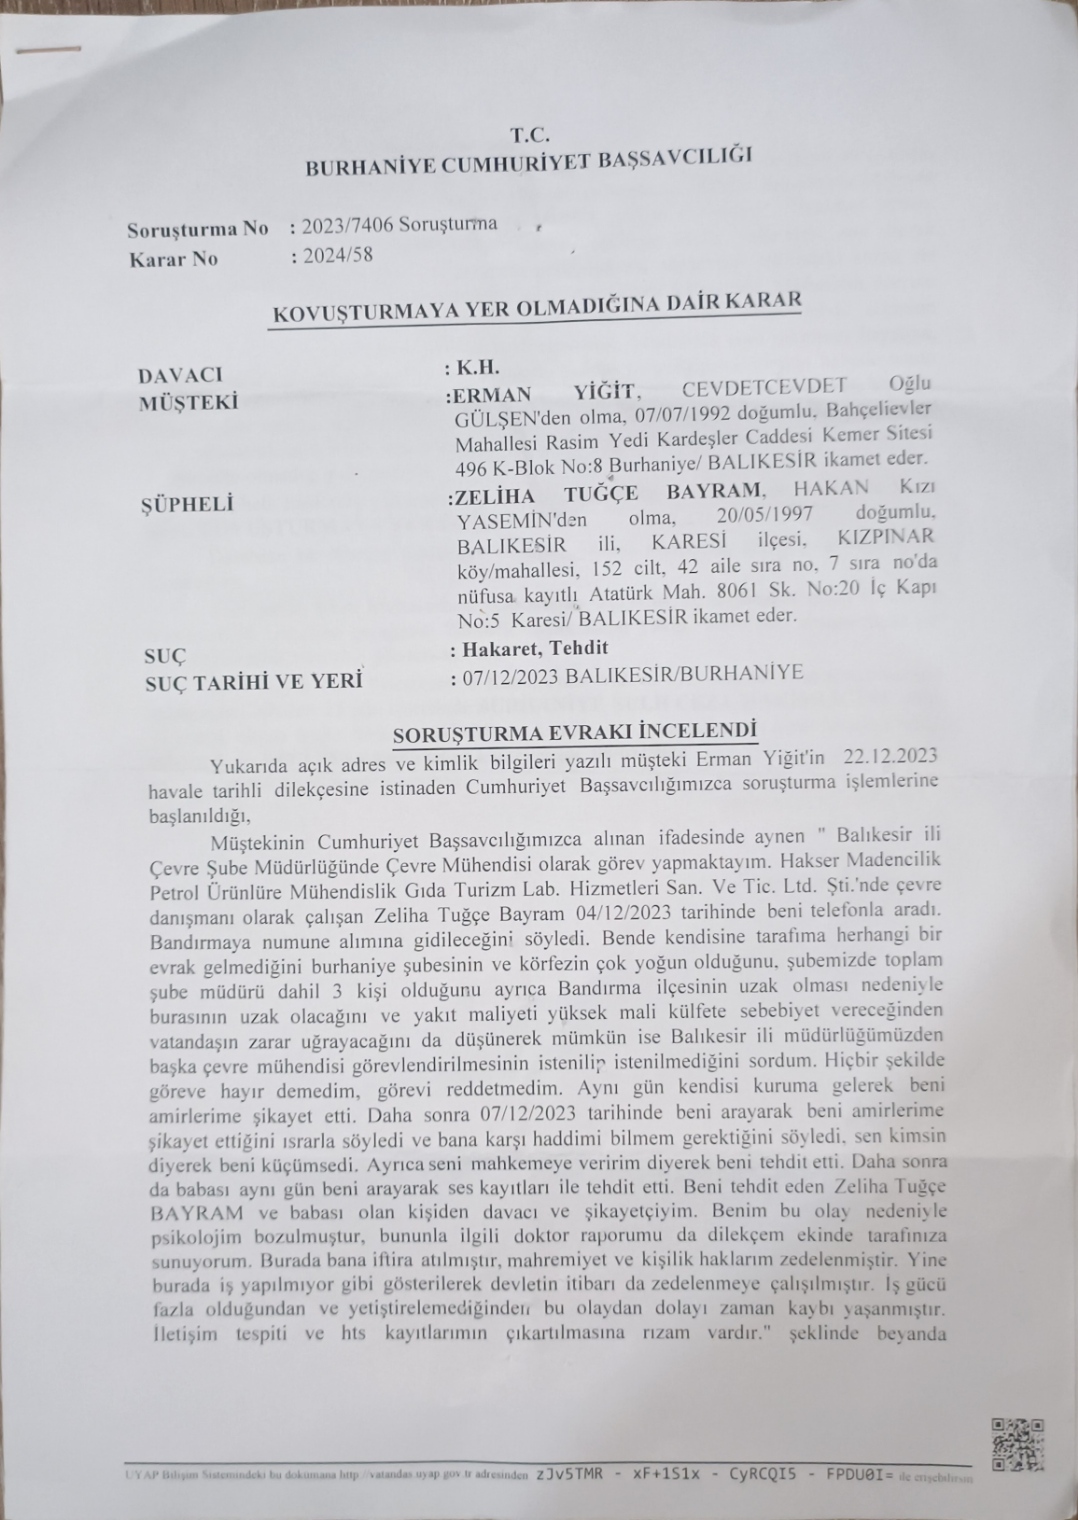 T.C.
BURHANİYE CUMHURİYET BAŞSAVCILIĞI
Soruşturma No : 2023/7406 Soruşturma
Karar No : 2024/58
KOVUŞTURMAYA YER OLMADIĞINA DAİR KARAR
DAVACI : K.H.
MÜŞTEKİ :ERMAN YİĞİT, CEVDETCEVDET Oğlu
GÜLŞEN'den olma, 07/07/1992 doğumlu, Bahçelievler
Mahallesi Rasim Yedi Kardeşler Caddesi Kemer Sitesi
496 K-Blok No:8 Burhaniye/ BALIKESİR ikamet eder.
ŞÜPHELİ :ZELİHA TUĞÇE BAYRAM, HAKAN Kızı
YASEMİN'den olma, 20/05/1997 doğumlu,
BALIKESİR ili, KARESİ ilçesi, KIZPINAR
köy/mahallesi, 152 cilt, 42 aile sıra no, 7 sıra no'da
nüfusa kayıtlı Atatürk Mah. 8061 Sk. No:20 İç Kapı
No:5 Karesi/ BALIKESİR ikamet eder.
SUÇ : Hakaret, Tehdit
SUÇ TARİHİ VE YERİ : 07/12/2023 BALIKESİR/BURHANİYE
SORUŞTURMA EVRAKI İNCELENDİ
Yukarıda açık adres ve kimlik bilgileri yazılı müşteki Erman Yiğit'in 22.12.2023
havale tarihli dilekçesine istinaden Cumhuriyet Başsavcılığımızca soruşturma işlemlerine
başlanıldığı,
Müştekinin Cumhuriyet Başsavcılığımızca alınan ifadesinde aynen " Balıkesir ili
Çevre Şube Müdürlüğünde Çevre Mühendisi olarak görev yapmaktayım. Hakser Madencilik
Petrol Ürünlüre Mühendislik Gıda Turizm Lab. Hizmetleri San. Ve Tic. Ltd. Şti.'nde çevre
danışmanı olarak çalışan Zeliha Tuğçe Bayram 04/12/2023 tarihinde beni telefonla aradı.
Bandırmaya numune alımına gidileceğini söyledi. Bende kendisine tarafıma herhangi bir
evrak gelmediğini burhaniye şubesinin ve körfezin çok yoğun olduğunu, şubemizde toplam
şube müdürü dahil 3 kişi olduğunu ayrıca Bandırma ilçesinin uzak olması nedeniyle
burasının uzak olacağını ve yakıt maliyeti yüksek mali külfete sebebiyet vereceğinden
vatandaşın zarar uğrayacağını da düşünerek mümkün ise Balıkesir ili müdürlüğümüzden
başka çevre mühendisi görevlendirilmesinin istenilip istenilmediğini sordum. Hiçbir şekilde
göreve hayır demedim, görevi reddetmedim. Aynı gün kendisi kuruma gelerek beni
amirlerime şikayet etti. Daha sonra 07/12/2023 tarihinde beni arayarak beni amirlerime
şikayet ettiğini ısrarla söyledi ve bana karşı haddimi bilmem gerektiğini söyledi, sen kimsin
diyerek beni küçümsedi. Ayrıca seni mahkemeye veririm diyerek beni tehdit etti. Daha sonra
da babası aynı gün beni arayarak ses kayıtları ile tehdit etti. Beni tehdit eden Zeliha Tuğçe
BAYRAM ve babası olan kişiden davacı ve şikayetçiyim. Benim bu olay nedeniyle
psikolojim bozulmuştur, bununla ilgili doktor raporumu da dilekçem ekinde tarafınıza
sunuyorum. Burada bana iftira atılmıştır, mahremiyet ve kişilik haklarım zedelenmiştir. Yine
burada iş yapılmıyor gibi gösterilerek devletin itibarı da zedelenmeye çalışılmıştır. İş gücü
fazla olduğundan ve yetiştirelemediğinden bu olaydan dolayı zaman kaybı yaşanmıştır.
İletişim tespiti ve hts kayıtlarımın çıkartılmasına rızam vardır." şeklinde beyanda
UYAP Bilişim Sistemindeki bu dokümana http://vatandas.uyap.gov.tr adresinden zJv5TMR - xF+1S1x - CyRCQI5 - FPDU0I= ile erişebilirsiniz